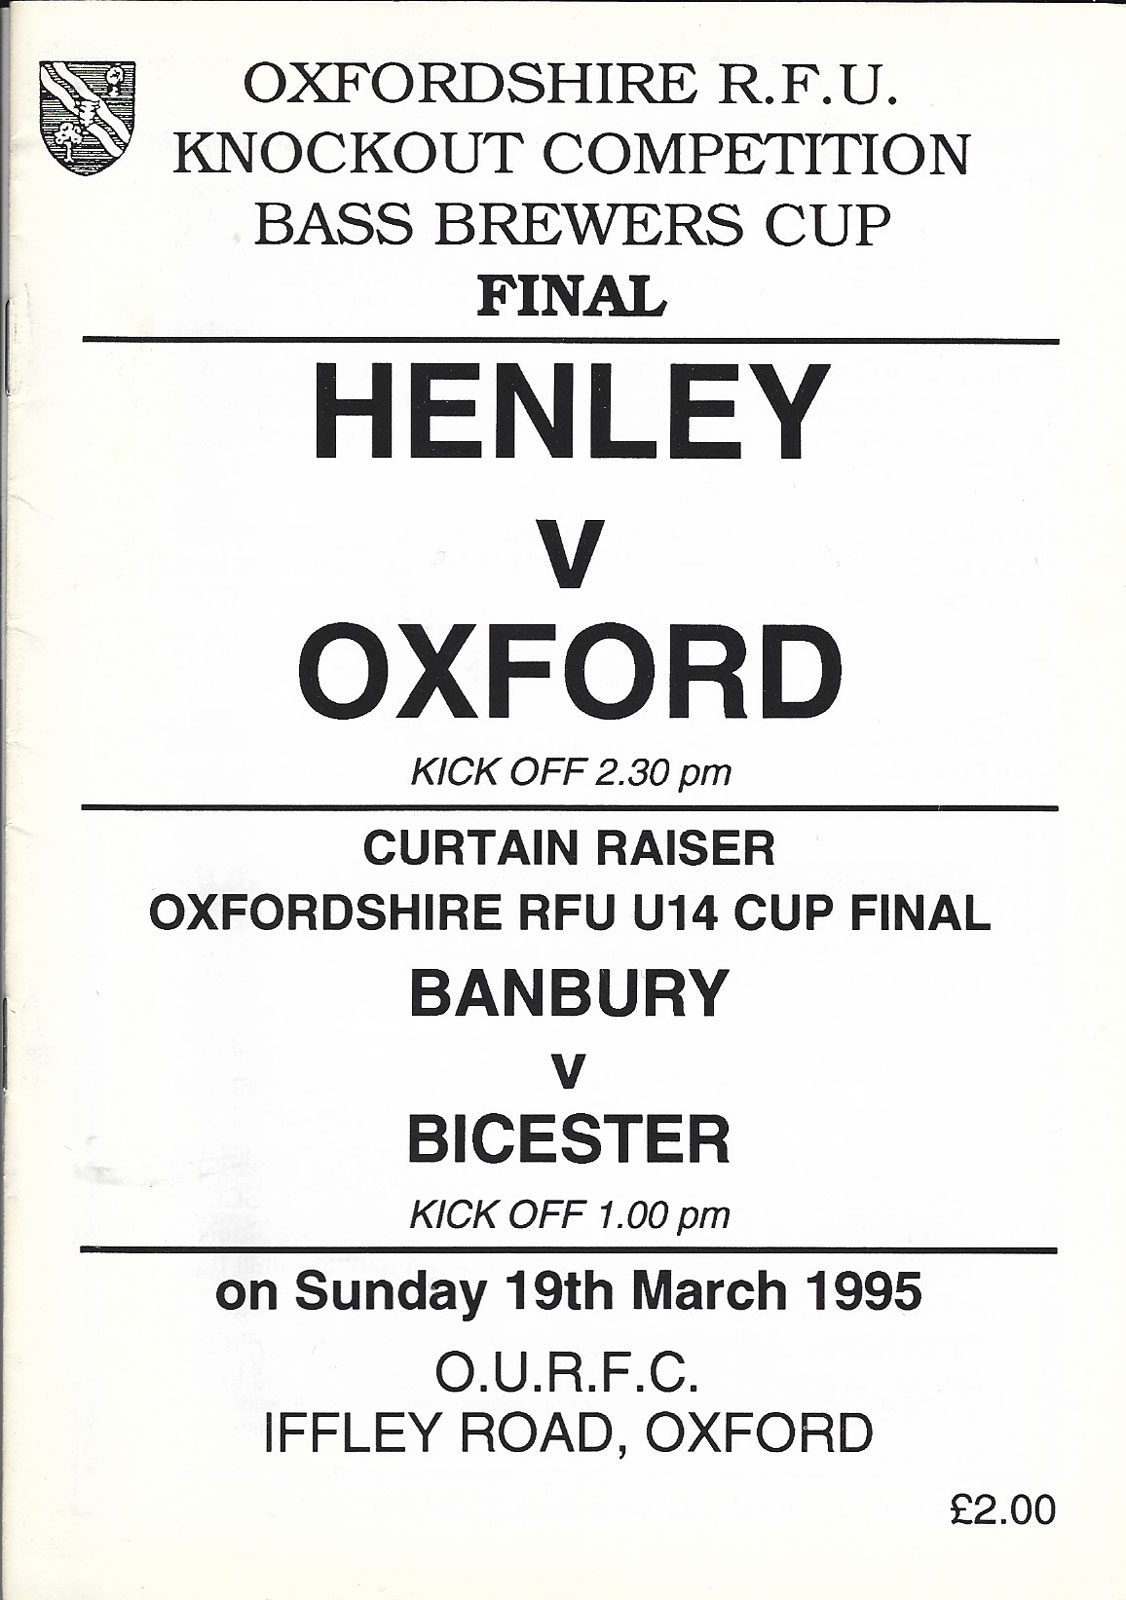 OXFORDSHIRE R.F.U.
KNOCKOUT COMPETITION
BASS BREWERS CUP
FINAL
HENLEY
v
OXFORD
KICK OFF 2.30 pm
CURTAIN RAISER
OXFORDSHIRE RFU U14 CUP FINAL
BANBURY
v
BICESTER
KICK OFF 1.00 pm
on Sunday 19th March 1995
O.U.R.F.C.
IFFLEY ROAD, OXFORD
£2.00